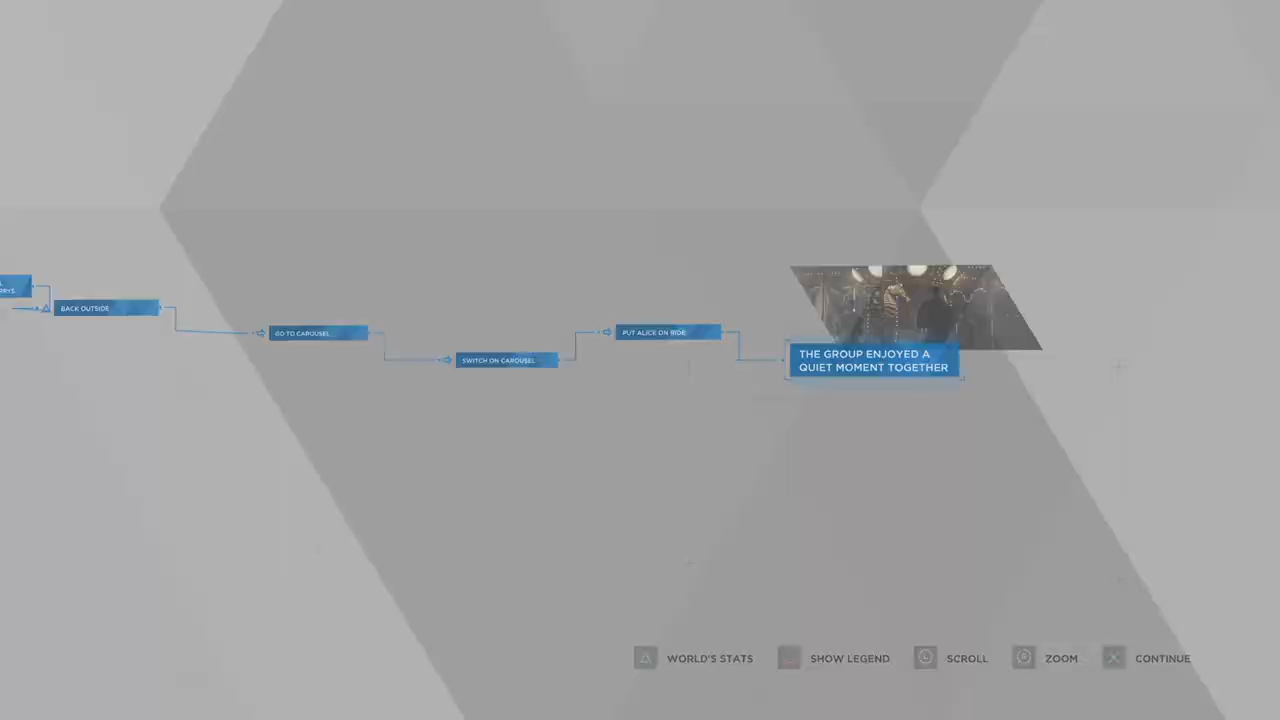 RRYS
BACK OUTSIDE
GO TO CAROUSEL
SWITCH ON CAROUSEL
PUT ALICE ON RIDE
THE GROUP ENJOYED A
QUIET MOMENT TOGETHER
WORLD'S STATS
SHOW LEGEND
SCROLL
ZOOM
CONTINUE